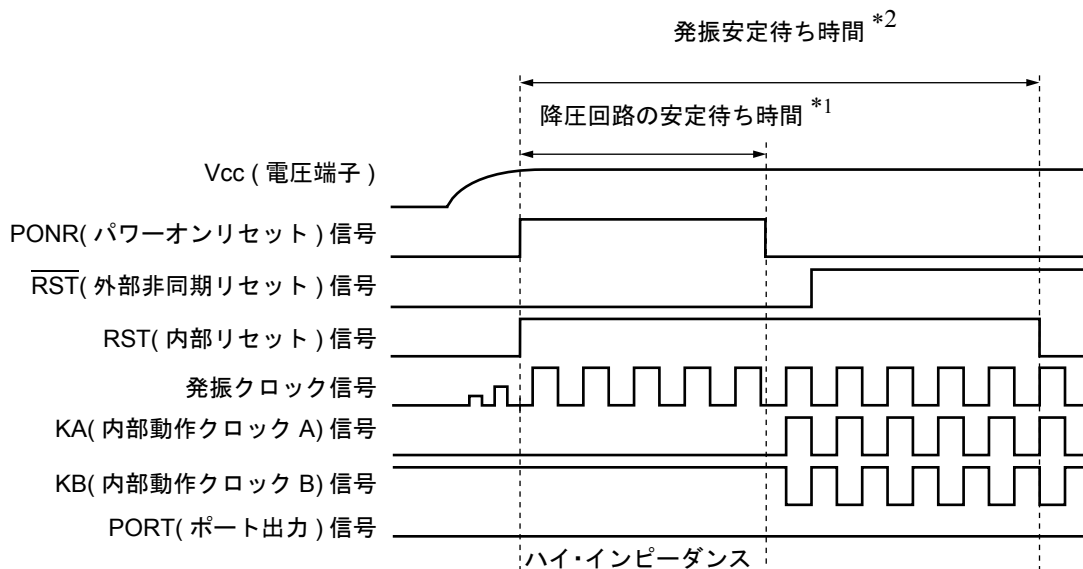 発振安定待ち時間 *2
降圧回路の安定待ち時間 *1
Vcc ( 電圧端子 )
PONR( パワーオンリセット ) 信号
RST( 外部非同期リセット ) 信号
RST( 内部リセット ) 信号
発振クロック信号
KA( 内部動作クロック A) 信号
KB( 内部動作クロック B) 信号
PORT( ポート出力 ) 信号
ハイ・インピーダンス